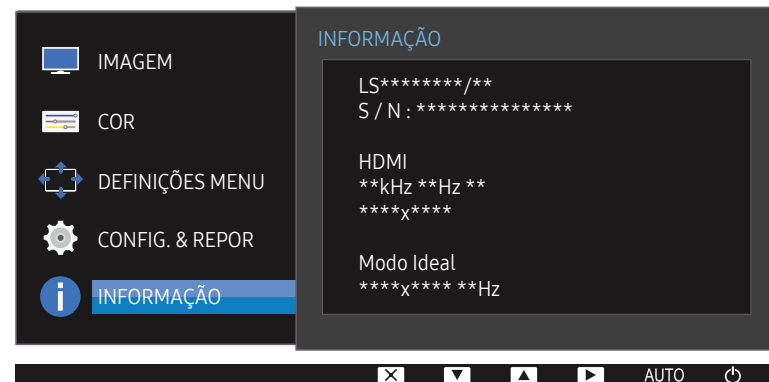 IMAGEM
COR
DEFINIÇÕES MENU
CONFIG. & REPOR
INFORMAÇÃO
INFORMAÇÃO
LS********/**
S / N : ***************
HDMI
**kHz **Hz **
****x****
Modo Ideal
****x**** **Hz
AUTO